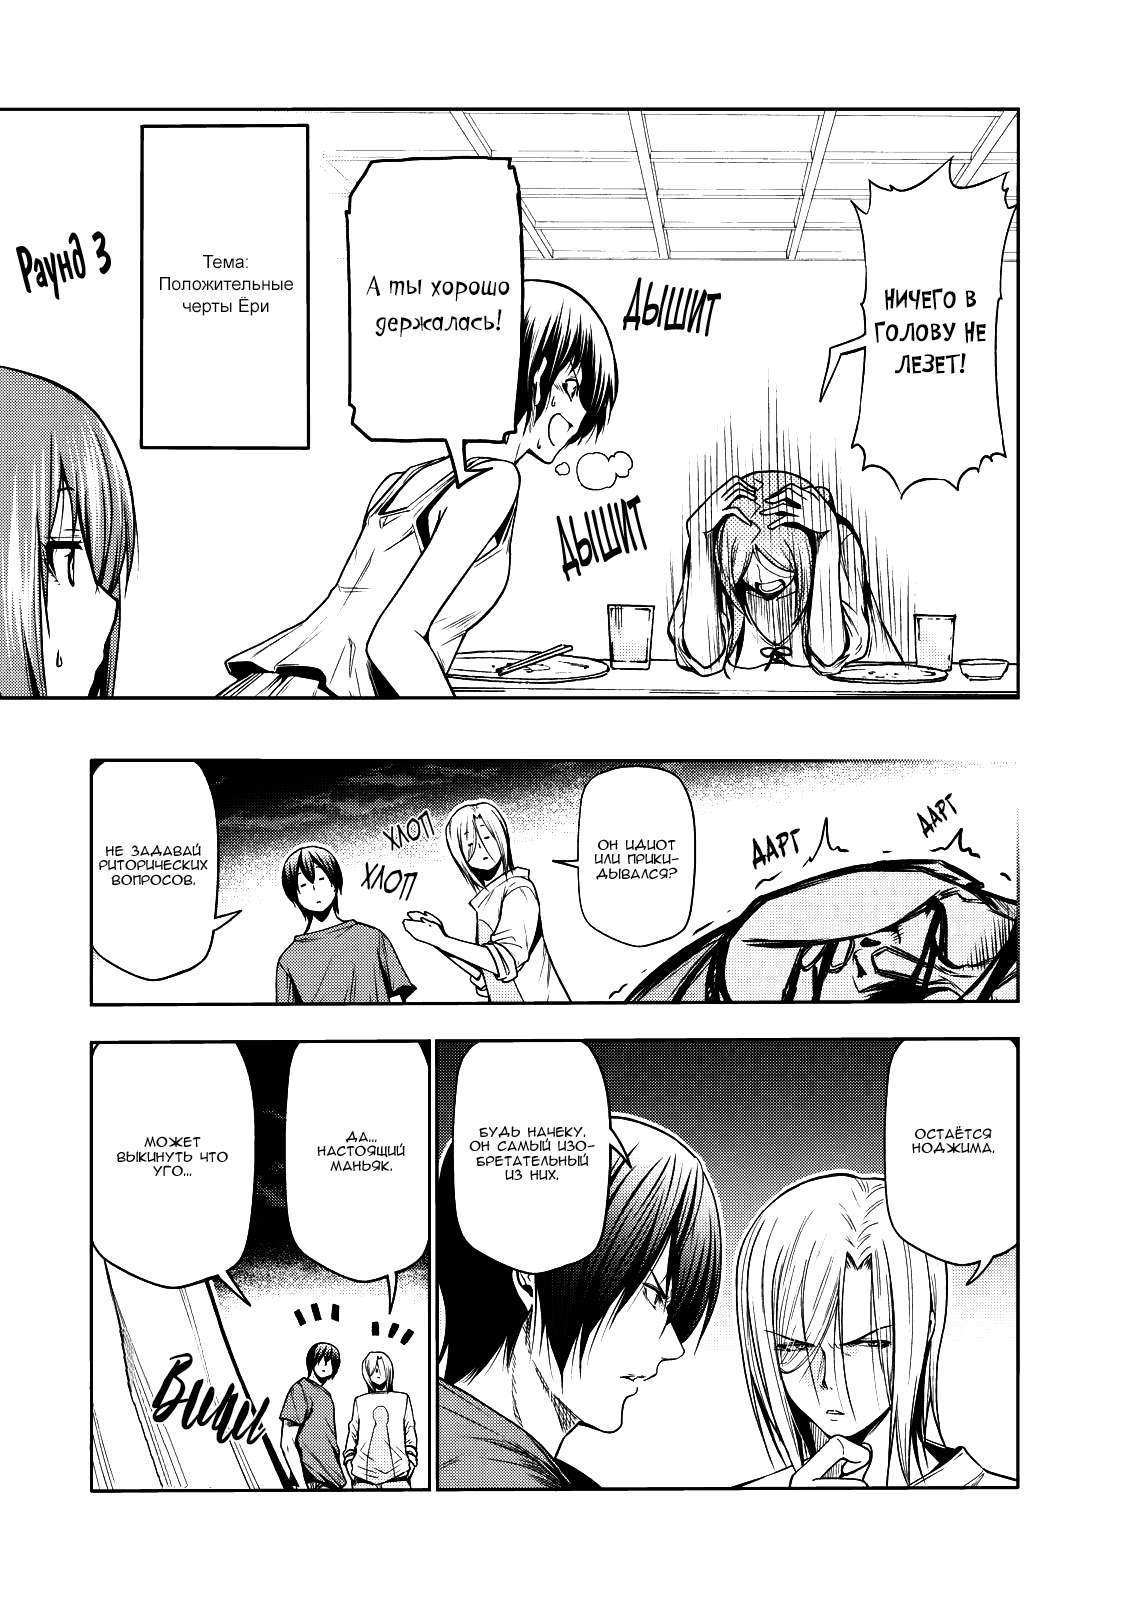 НИЧЕГО В
ГОЛОВУ НЕ
ЛЕЗЕТ!
ДЫШИТ
ДЫШИТ
А ты хорошо
держалась!
Тема:
Положительные
черты Ёри
Раунд 3
ДАРГ
ДАРГ
ОН ИДИОТ
ИЛИ ПРИКИ-
ДЫВАЛСЯ?
ХЛОП
ХЛОП
НЕ ЗАДАВАЙ
РИТОРИЧЕСКИХ
ВОПРОСОВ.
ОСТАЁТСЯ
НОДЖИМА.
БУДЬ НАЧЕКУ,
ОН САМЫЙ ИЗО-
БРЕТАТЕЛЬНЫЙ
ИЗ НИХ.
ДА...
НАСТОЯЩИЙ
МАНЬЯК.
МОЖЕТ
ВЫКИНУТЬ ЧТО
УГО...